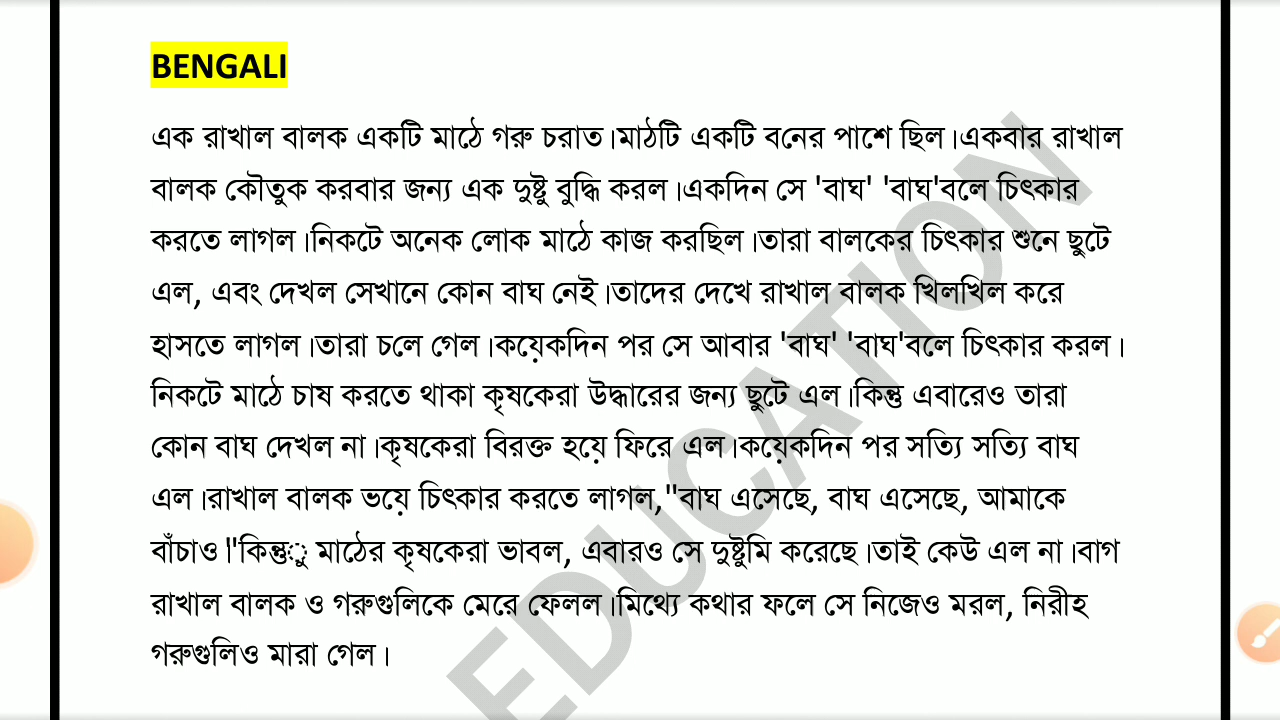 BENGALI
এক রাখাল বালক একটি মাঠে গরু চরাত।মাঠটি একটি বনের পাশে ছিল।একবার রাখাল
বালক কৌতুক করবার জন্য এক দুষ্টু বুদ্ধি করল।একদিন সে 'বাঘ' 'বাঘ'বলে চিৎকার
করতে লাগল।নিকটে অনেক লোক মাঠে কাজ করছিল।তারা বালকের চিৎকার শুনে ছুটে
এল, এবং দেখল সেখানে কোন বাঘ নেই।তাদের দেখে রাখাল বালক খিলখিল করে
হাসতে লাগল।তারা চলে গেল।কয়েকদিন পর সে আবার 'বাঘ' 'বাঘ'বলে চিৎকার করল।
নিকটে মাঠে চাষ করতে থাকা কৃষকেরা উদ্ধারের জন্য ছুটে এল।কিন্তু এবারেও তারা
কোন বাঘ দেখল না।কৃষকেরা বিরক্ত হয়ে ফিরে এল।কয়েকদিন পর সত্যি সত্যি বাঘ
এল।রাখাল বালক ভয়ে চিৎকার করতে লাগল,"বাঘ এসেছে, বাঘ এসেছে, আমাকে
বাঁচাও।"কিন্তুু মাঠের কৃষকেরা ভাবল, এবারও সে দুষ্টুমি করেছে।তাই কেউ এল না।বাগ
রাখাল বালক ও গরুগুলিকে মেরে ফেলল।মিথ্যে কথার ফলে সে নিজেও মরল, নিরীহ
গরুগুলিও মারা গেল।
EDUCATION